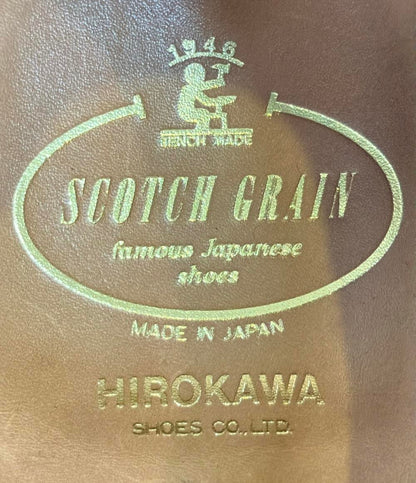 1946
BENCH MADE
SCOTCH GRAIN
famous Japanese
shoes
MADE IN JAPAN
HIROKAWA
SHOES CO.,LTD.